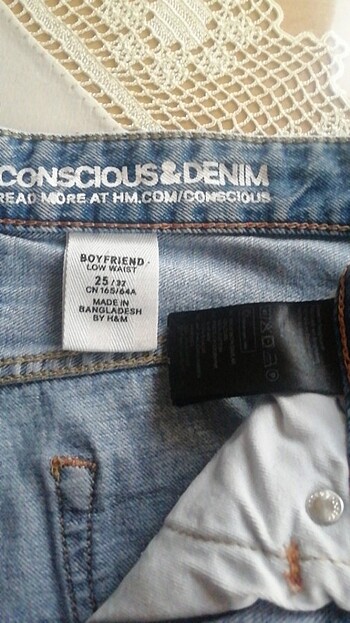 CONSCIOUS&DENIM
READ MORE AT HM.COM/CONSCIOUS
BOYFRIEND
LOW WAIST
25/32
CN 165/64A
MADE IN
BANGLADESH
BY H&M